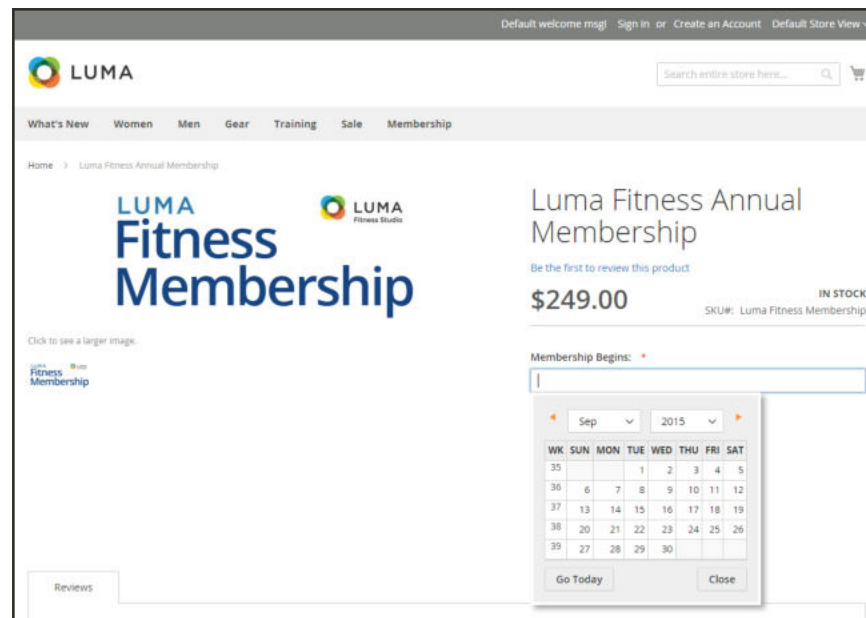 Default welcome msg! Sign In or Create an Account Default Store View
LUMA
Search entire store here...
What's New Women Men Gear Training Sale Membership
Home > Luma Fitness Annual Membership
LUMA
Fitness
Membership
LUMA
Fitness Studio
Luma Fitness Annual
Membership
Be the first to review this product
$249.00
IN STOCK
SKU#: Luma Fitness Membership
Click to see a larger image.
LUMA
Fitness
Membership
Membership Begins: *
Sep 2015
WK SUN MON TUE WED THU FRI SAT
35 1 2 3 4 5
36 6 7 8 9 10 11 12
37 13 14 15 16 17 18 19
38 20 21 22 23 24 25 26
39 27 28 29 30
Go Today Close
Reviews